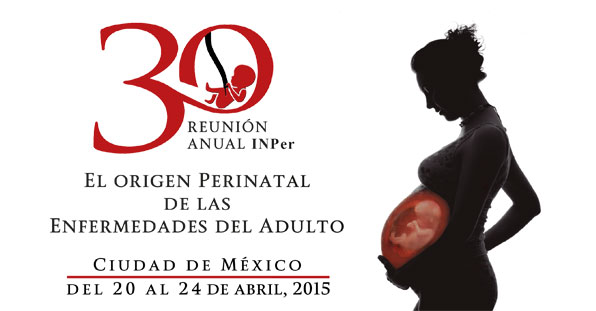 30
REUNIÓN
ANUAL INPer
EL ORIGEN PERINATAL
DE LAS
ENFERMEDADES DEL ADULTO
CIUDAD DE MÉXICO
DEL 20 AL 24 DE ABRIL, 2015